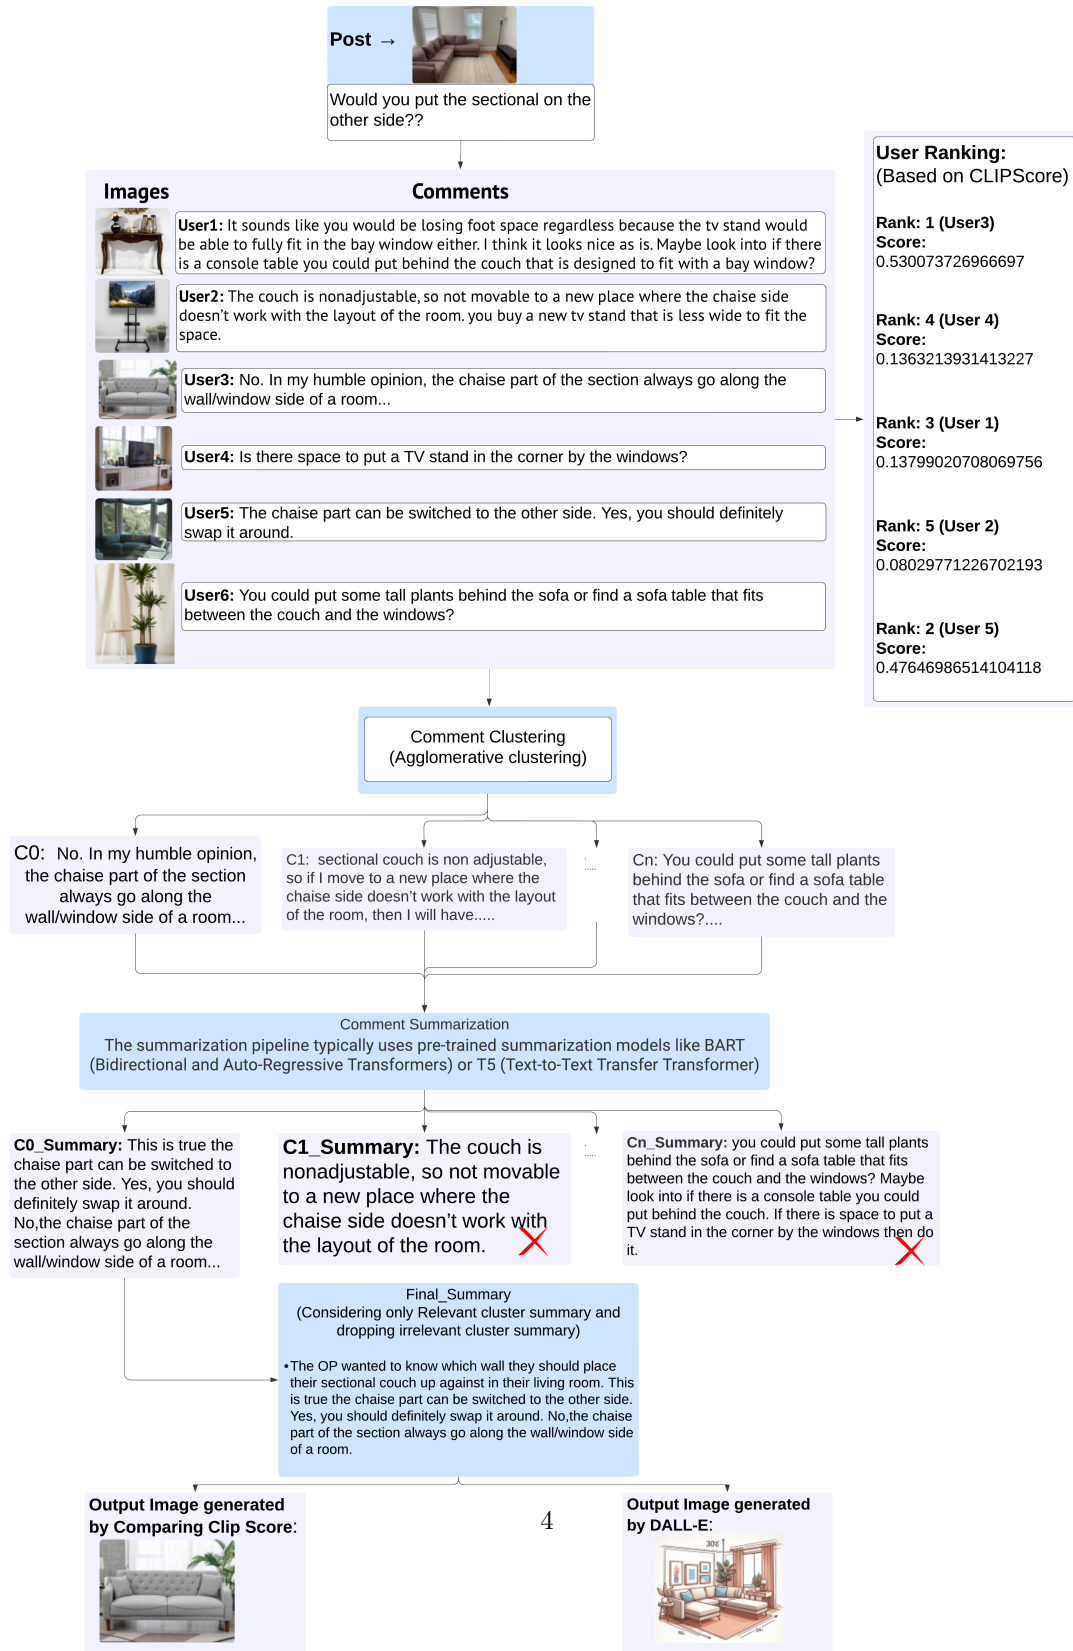 Post →
Would you put the sectional on the
other side??
Images
Comments
User1: It sounds like you would be losing foot space regardless because the tv stand would
be able to fully fit in the bay window either. I think it looks nice as is. Maybe look into if there
is a console table you could put behind the couch that is designed to fit with a bay window?
User2: The couch is nonadjustable, so not movable to a new place where the chaise side
doesn't work with the layout of the room. you buy a new tv stand that is less wide to fit the
space.
User3: No. In my humble opinion, the chaise part of the section always go along the
wall/window side of a room...
User4: Is there space to put a TV stand in the corner by the windows?
User5: The chaise part can be switched to the other side. Yes, you should definitely
swap it around.
User6: You could put some tall plants behind the sofa or find a sofa table that fits
between the couch and the windows?
User Ranking:
(Based on CLIPScore)
Rank: 1 (User3)
Score:
0.530073726966697
Rank: 4 (User 4)
Score:
0.1363213931413227
Rank: 3 (User 1)
Score:
0.13799020708069756
Rank: 5 (User 2)
Score:
0.08029771226702193
Rank: 2 (User 5)
Score:
0.47646986514104118
Comment Clustering
(Agglomerative clustering)
C0: No. In my humble opinion,
the chaise part of the section
always go along the
wall/window side of a room...
C1: sectional couch is non adjustable,
so if I move to a new place where the
chaise side doesn't work with the layout
of the room, then I will have.....
.
.....
Cn: You could put some tall plants
behind the sofa or find a sofa table
that fits between the couch and the
windows?....
Comment Summarization
The summarization pipeline typically uses pre-trained summarization models like BART
(Bidirectional and Auto-Regressive Transformers) or T5 (Text-to-Text Transfer Transformer)
C0_Summary: This is true the
chaise part can be switched to
the other side. Yes, you should
definitely swap it around.
No,the chaise part of the
section always go along the
wall/window side of a room...
C1_Summary: The couch is
nonadjustable, so not movable
to a new place where the
chaise side doesn't work with
the layout of the room.
.
.....
Cn_Summary: you could put some tall plants
behind the sofa or find a sofa table that fits
between the couch and the windows? Maybe
look into if there is a console table you could
put behind the couch. If there is space to put a
TV stand in the corner by the windows then do
it.
Final_Summary
(Considering only Relevant cluster summary and
dropping irrelevant cluster summary)
•The OP wanted to know which wall they should place
their sectional couch up against in their living room. This
is true the chaise part can be switched to the other side.
Yes, you should definitely swap it around. No,the chaise
part of the section always go along the wall/window side
of a room.
Output Image generated
by Comparing Clip Score:
4
Output Image generated
by DALL-E: